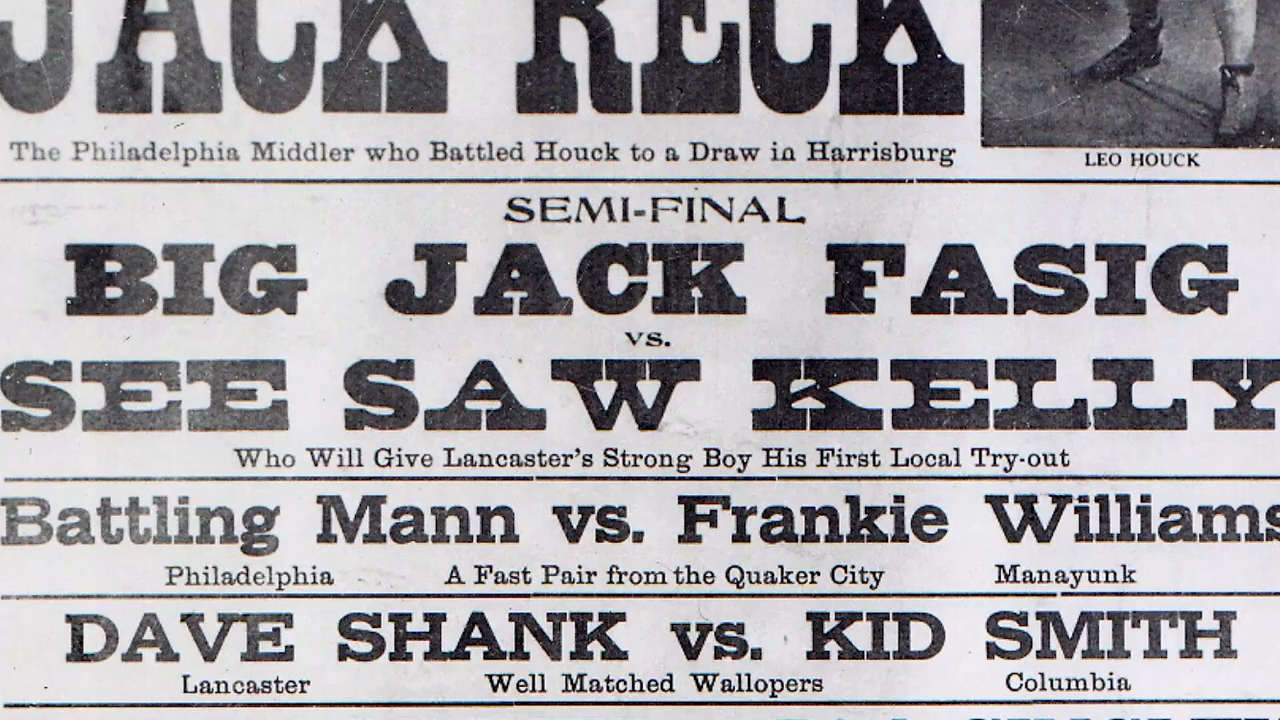 JACK RECK
The Philadelphia Middler who Battled Houck to a Draw in Harrisburg
LEO HOUCK
SEMI-FINAL
BIG JACK FASIG
vs.
SEE SAW KELLY
Who Will Give Lancaster's Strong Boy His First Local Try-out
Battling Mann vs. Frankie Williams
Philadelphia A Fast Pair from the Quaker City Manayunk
DAVE SHANK vs. KID SMITH
Lancaster Well Matched Wallopers Columbia